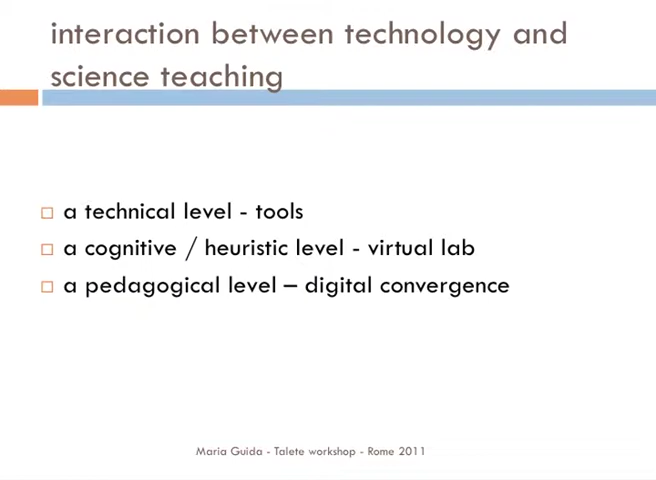 interaction between technology and
science teaching
a technical level - tools
a cognitive / heuristic level - virtual lab
a pedagogical level – digital convergence
Maria Guida - Talete workshop - Rome 2011